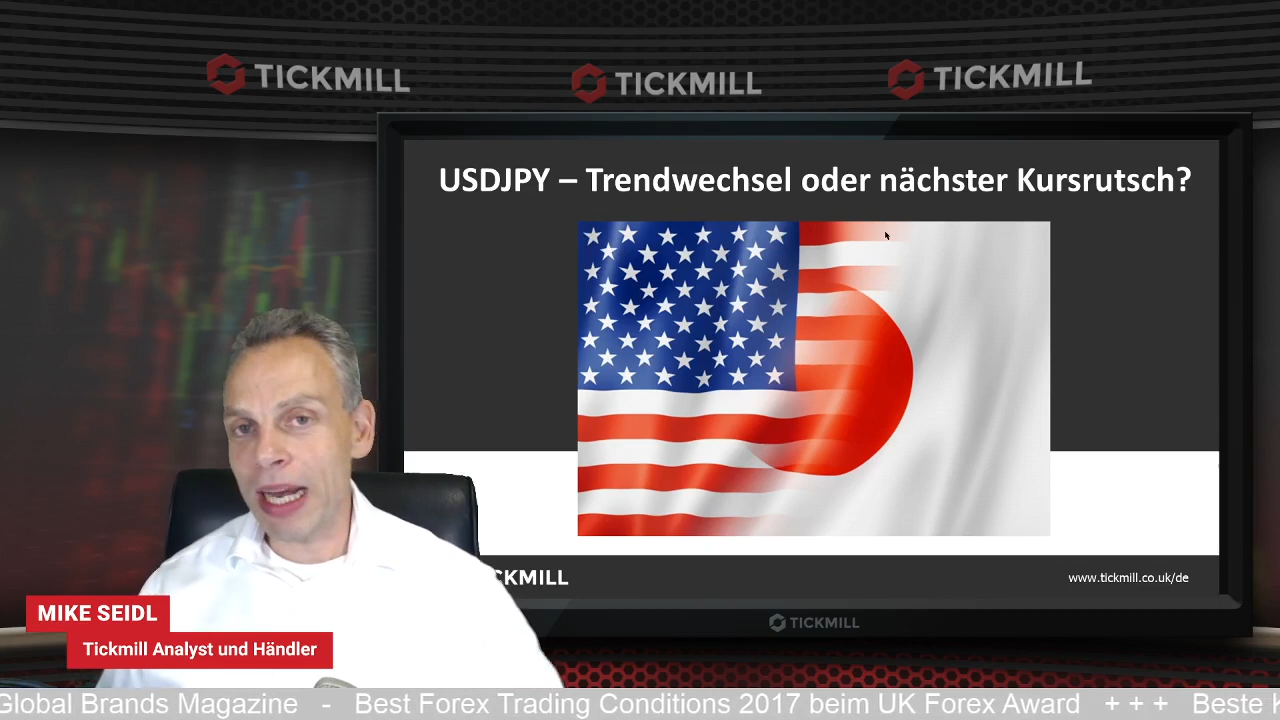 TICKMILL
TICKMILL
TICKMILL
USDJPY – Trendwechsel oder nächster Kursrutsch?
CKMILL
www.tickmill.co.uk/de
TICKMILL
MIKE SEIDL
Tickmill Analyst und Händler
Global Brands Magazine - Best Forex Trading Conditions 2017 beim UK Forex Award + + + Beste